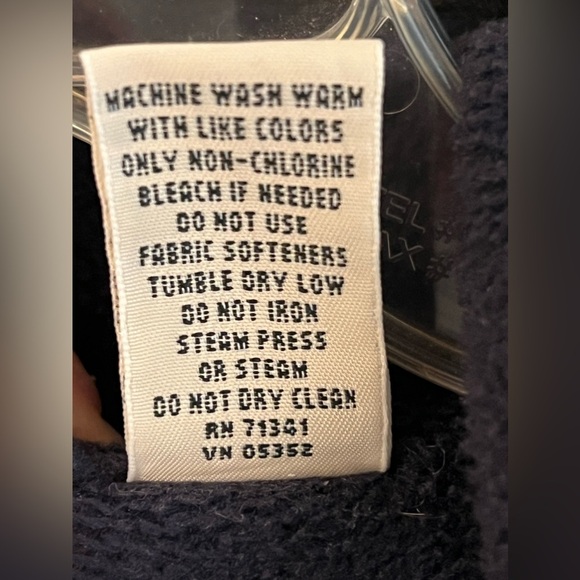 MACHINE WASH WARM
WITH LIKE COLORS
ONLY NON-CHLORINE
BLEACH IF NEEDED
DO NOT USE
FABRIC SOFTENERS
TUMBLE DRY LOW
DO NOT IRON
STEAM PRESS
OR STEAM
DO NOT DRY CLEAN
RN 71341
VN 05352